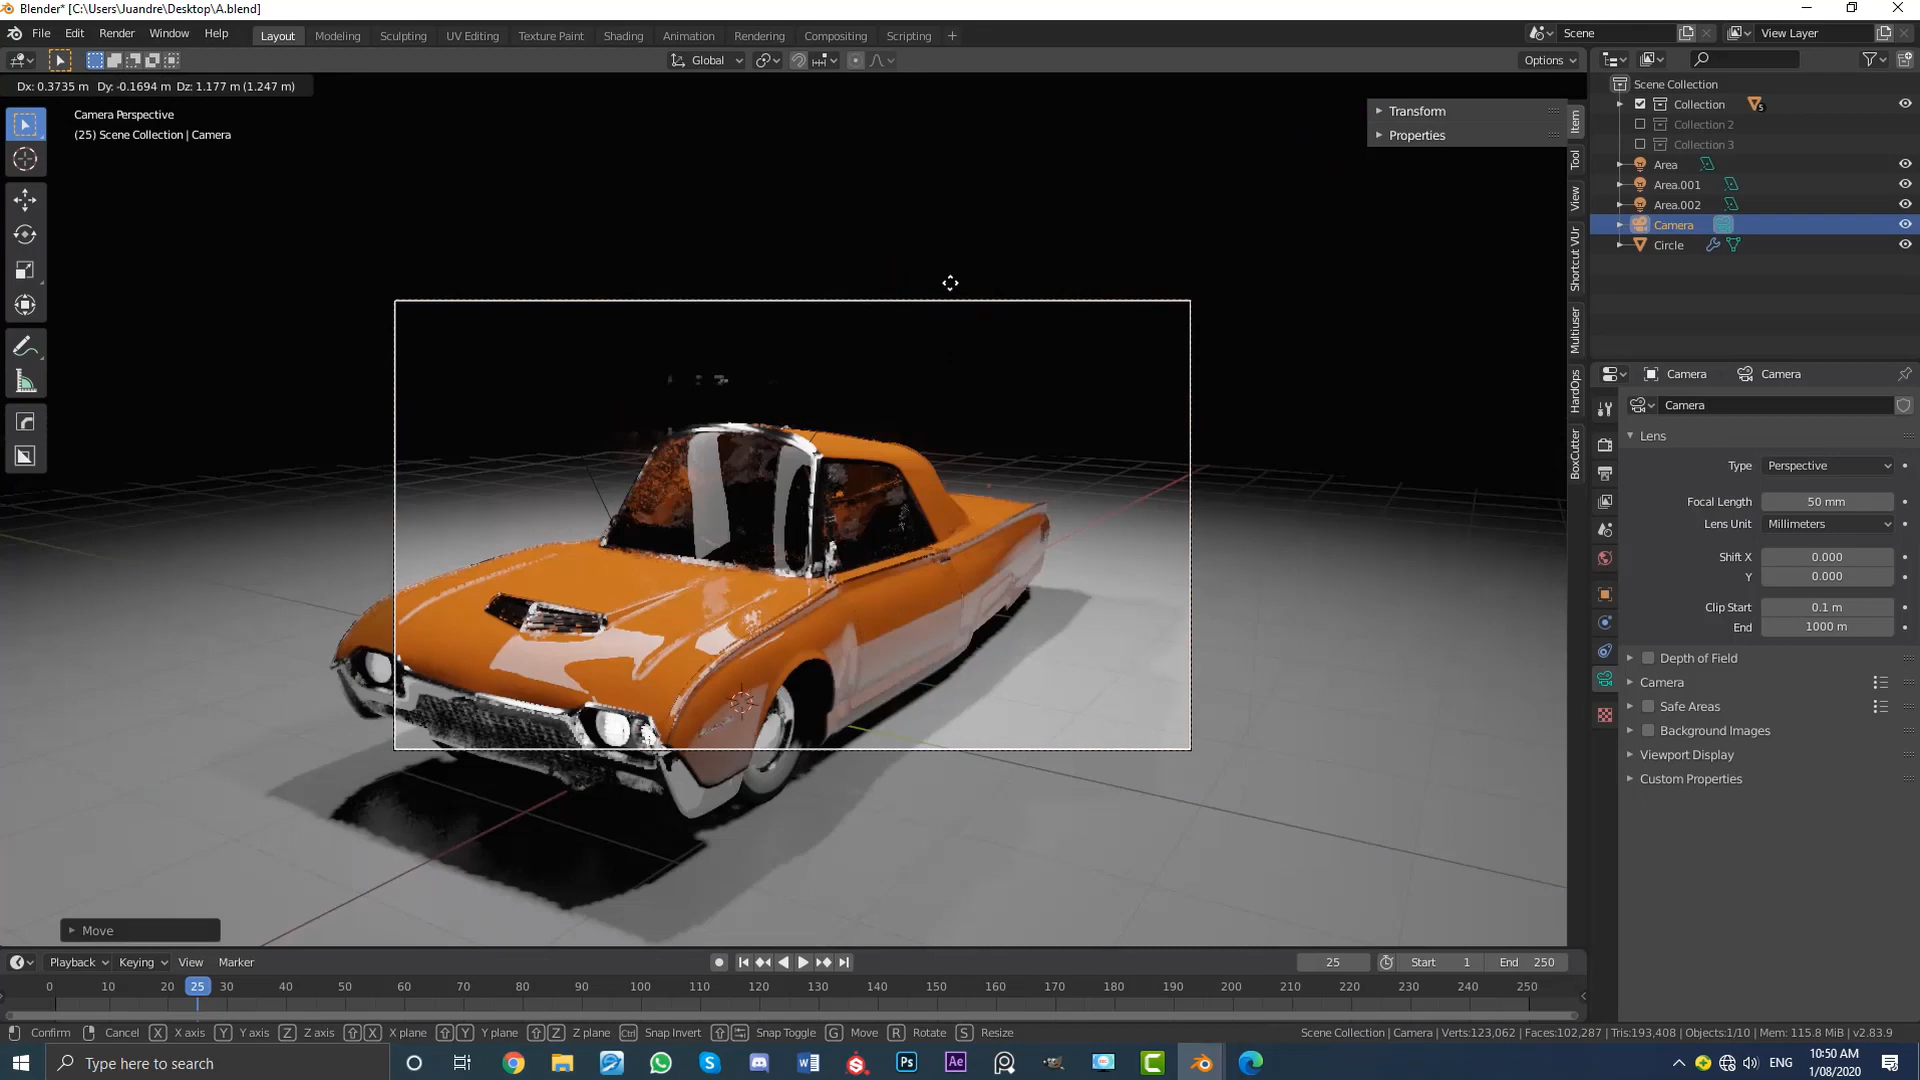 Blender* [C:\Users\Juandre\Desktop\A.blend]
File Edit Render Window Help Layout Modeling Sculpting UV Editing Texture Paint Shading Animation Rendering Compositing Scripting + Scene View Layer
Global Options
Dx: 0.3735 m Dy: -0.1694 m Dz: 1.177 m (1.247 m)
Camera Perspective
(25) Scene Collection | Camera
Transform
Properties
Item
Tool
View
Shortcut VUr
Multiuser
HardOps
BoxCutter
Scene Collection
Collection 5
Collection 2
Collection 3
Area
Area.001
Area.002
Camera
Circle
Camera Camera
Camera
Lens
Type Perspective
Focal Length 50 mm
Lens Unit Millimeters
Shift X 0.000
Y 0.000
Clip Start 0.1 m
End 1000 m
Depth of Field
Camera
Safe Areas
Background Images
Viewport Display
Custom Properties
Move
Playback Keying View Marker 25 Start 1 End 250
0 10 20 25 30 40 50 60 70 80 90 100 110 120 130 140 150 160 170 180 190 200 210 220 230 240 250
Confirm Cancel X X axis Y Y axis Z Z axis X X plane Y Y plane Z Z plane Ctrl Snap Invert Snap Toggle G Move R Rotate S Resize Scene Collection | Camera | Verts:123,062 | Faces:102,287 | Tris:193,408 | Objects:1/10 | Mem: 115.8 MiB | v2.83.9
Type here to search Ps Ae ENG 10:50 AM
1/08/2020